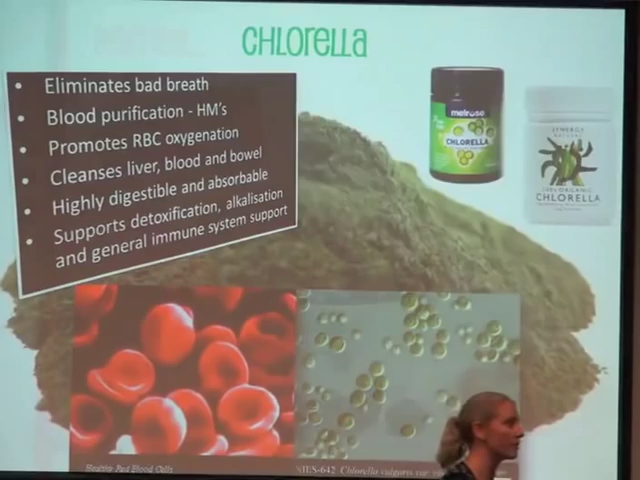 CHLORELLA
• Eliminates bad breath
• Blood purification - HM's
• Promotes RBC oxygenation
• Cleanses liver, blood and bowel
• Highly digestible and absorbable
• Supports detoxification, alkalisation
and general immune system support
melrose
CHLORELLA
SYNERGY
NATURAL
100% ORGANIC
CHLORELLA
Healthy Red Blood Cells
NIES-642 Chlorella vulgaris var.